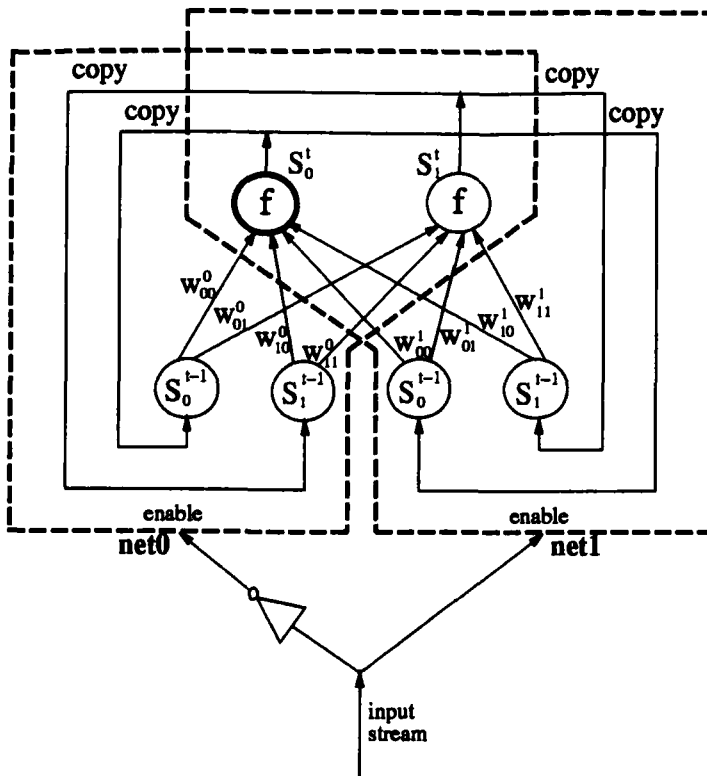 copy
copy
copy
copy
S₀ᵗ
S₁ᵗ
f
f
W₀₀⁰
W₀₁⁰
W₁₀⁰
W₁₁⁰
W₀₀¹
W₀₁¹
W₁₀¹
W₁₁¹
S₀ᵗ⁻¹
S₁ᵗ⁻¹
S₀ᵗ⁻¹
S₁ᵗ⁻¹
enable
enable
net0
net1
input
stream